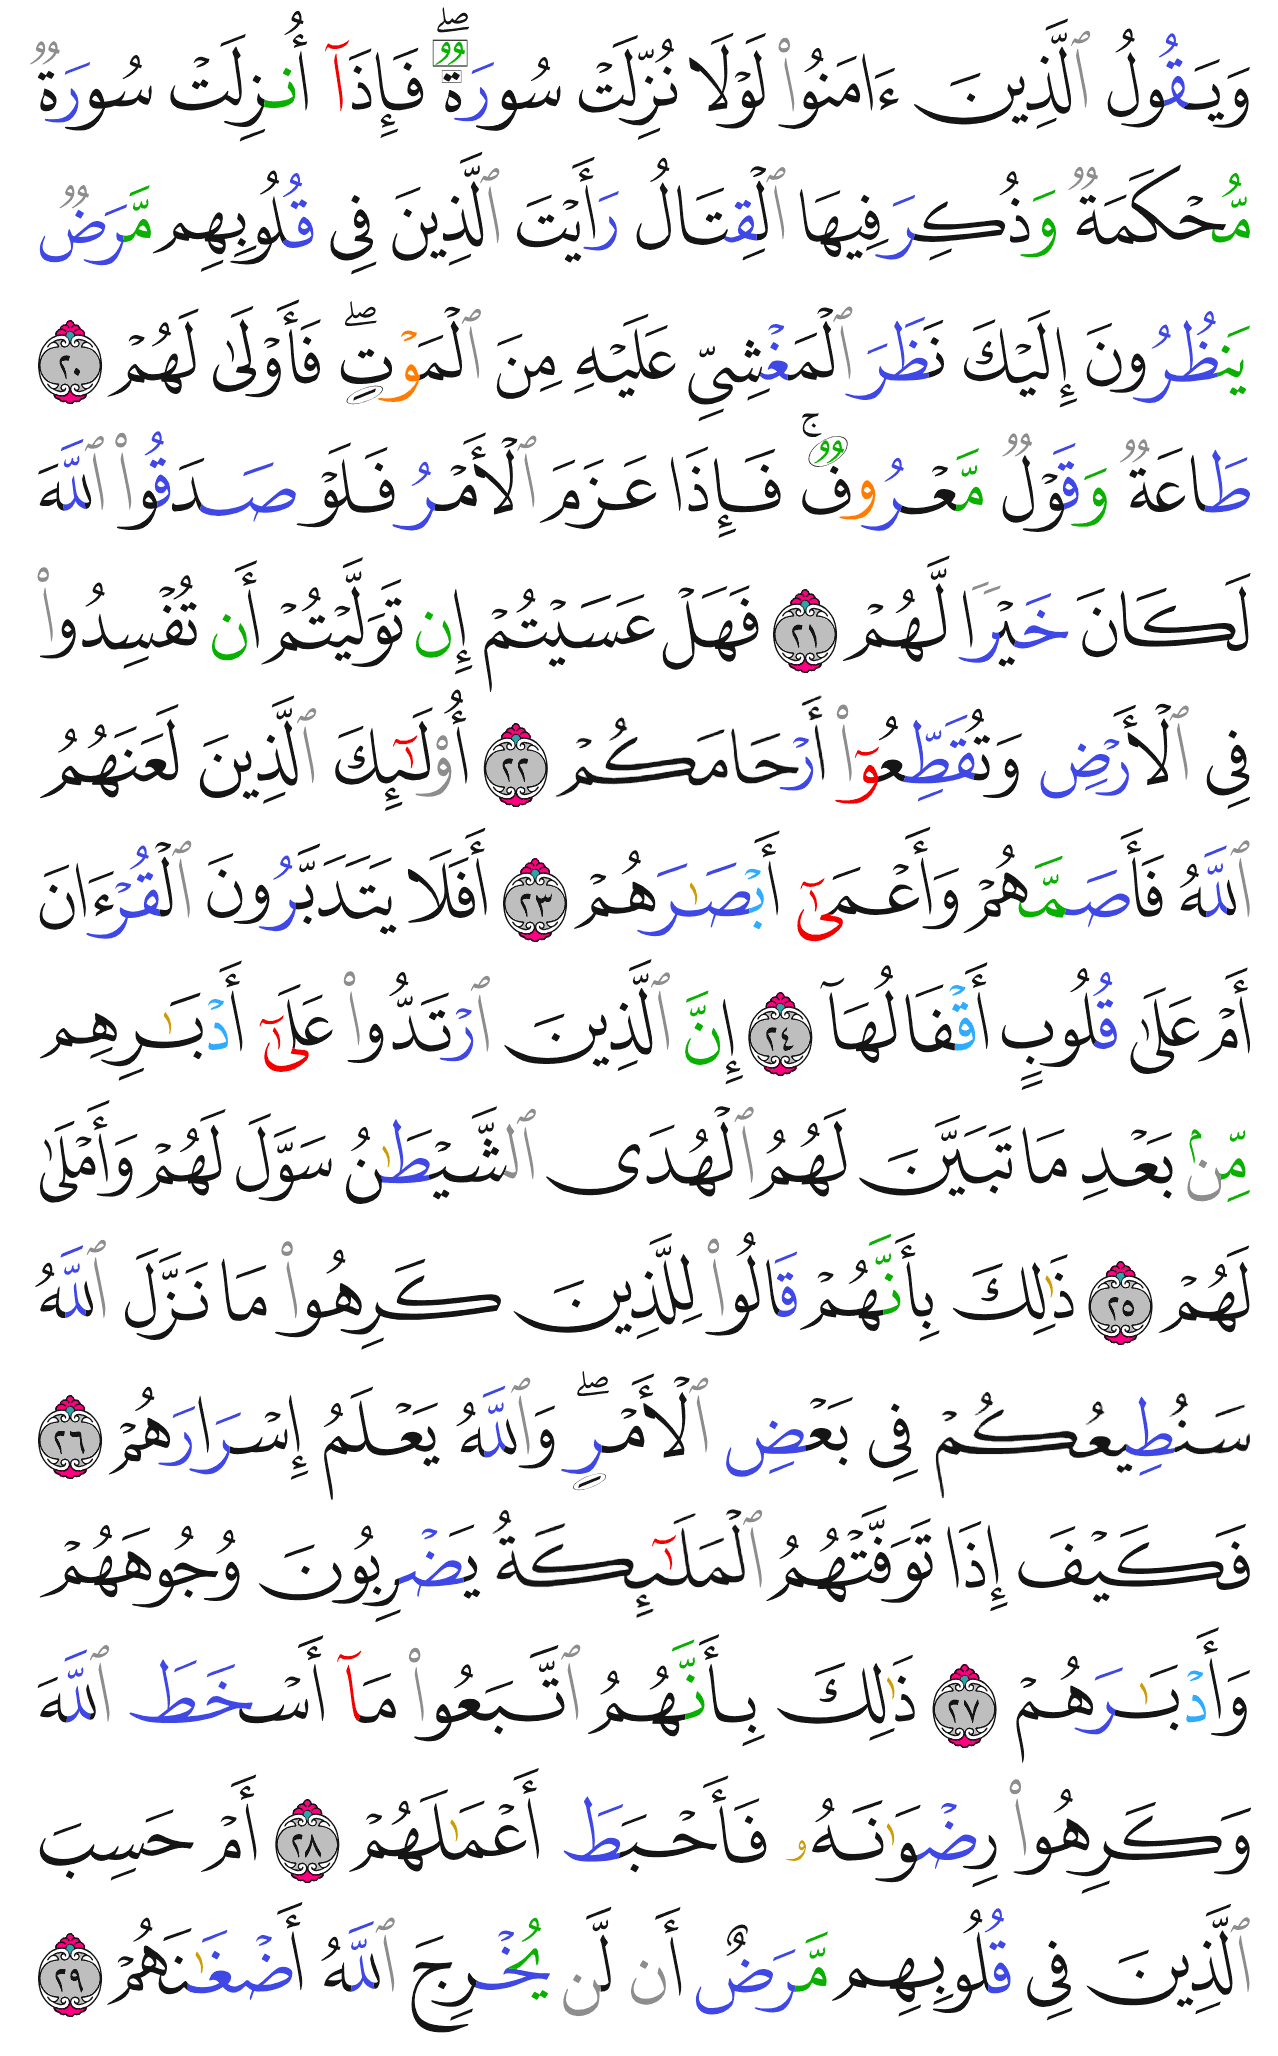 وَيَقُولُ ٱلَّذِينَ ءَامَنُوا۟ لَوْلَا نُزِّلَتْ سُورَةٌ ۖ فَإِذَآ أُنزِلَتْ سُورَةٌ
مُّحْكَمَةٌ وَذُكِرَ فِيهَا ٱلْقِتَالُ رَأَيْتَ ٱلَّذِينَ فِى قُلُوبِهِم مَّرَضٌ
يَنظُرُونَ إِلَيْكَ نَظَرَ ٱلْمَغْشِىِّ عَلَيْهِ مِنَ ٱلْمَوْتِ ۖ فَأَوْلَىٰ لَهُمْ ٢٠
طَاعَةٌ وَقَوْلٌ مَّعْرُوفٌ ۚ فَإِذَا عَزَمَ ٱلْأَمْرُ فَلَوْ صَدَقُوا۟ ٱللَّهَ
لَكَانَ خَيْرًا لَّهُمْ ٢١ فَهَلْ عَسَيْتُمْ إِن تَوَلَّيْتُمْ أَن تُفْسِدُوا۟
فِى ٱلْأَرْضِ وَتُقَطِّعُوٓا۟ أَرْحَامَكُمْ ٢٢ أُو۟لَـٰٓئِكَ ٱلَّذِينَ لَعَنَهُمُ
ٱللَّهُ فَأَصَمَّهُمْ وَأَعْمَىٰٓ أَبْصَـٰرَهُمْ ٢٣ أَفَلَا يَتَدَبَّرُونَ ٱلْقُرْءَانَ
أَمْ عَلَىٰ قُلُوبٍ أَقْفَالُهَآ ٢٤ إِنَّ ٱلَّذِينَ ٱرْتَدُّوا۟ عَلَىٰٓ أَدْبَـٰرِهِم
مِّنۢ بَعْدِ مَا تَبَيَّنَ لَهُمُ ٱلْهُدَى ٱلشَّيْطَـٰنُ سَوَّلَ لَهُمْ وَأَمْلَىٰ
لَهُمْ ٢٥ ذَٰلِكَ بِأَنَّهُمْ قَالُوا۟ لِلَّذِينَ كَرِهُوا۟ مَا نَزَّلَ ٱللَّهُ
سَنُطِيعُكُمْ فِى بَعْضِ ٱلْأَمْرِ ۖ وَٱللَّهُ يَعْلَمُ إِسْرَارَهُمْ ٢٦
فَكَيْفَ إِذَا تَوَفَّتْهُمُ ٱلْمَلَـٰٓئِكَةُ يَضْرِبُونَ وُجُوهَهُمْ
وَأَدْبَـٰرَهُمْ ٢٧ ذَٰلِكَ بِأَنَّهُمُ ٱتَّبَعُوا۟ مَآ أَسْخَطَ ٱللَّهَ
وَكَرِهُوا۟ رِضْوَٰنَهُۥ فَأَحْبَطَ أَعْمَـٰلَهُمْ ٢٨ أَمْ حَسِبَ
ٱلَّذِينَ فِى قُلُوبِهِم مَّرَضٌ أَن لَّن يُخْرِجَ ٱللَّهُ أَضْغَـٰنَهُمْ ٢٩